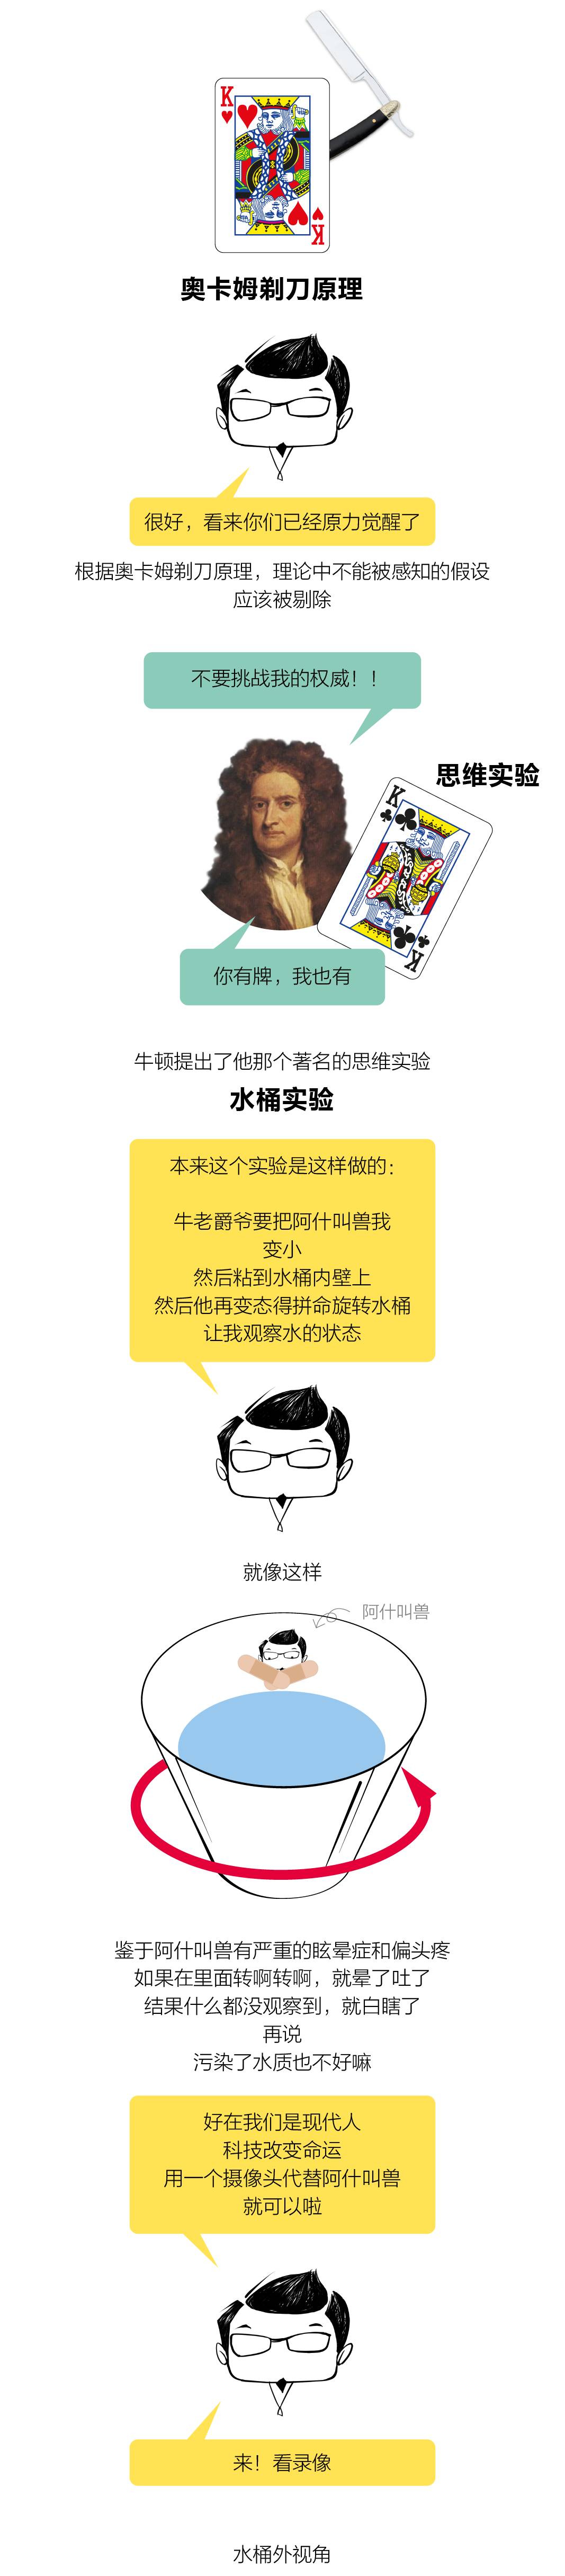 K
K
奥卡姆剃刀原理
很好，看来你们已经原力觉醒了
根据奥卡姆剃刀原理，理论中不能被感知的假设
应该被剔除
不要挑战我的权威！！
思维实验
K
K
你有牌，我也有
牛顿提出了他那个著名的思维实验
水桶实验
本来这个实验是这样做的：
牛老爵爷要把阿什叫兽我
变小
然后粘到水桶内壁上
然后他再变态得拼命旋转水桶
让我观察水的状态
就像这样
阿什叫兽
鉴于阿什叫兽有严重的眩晕症和偏头疼
如果在里面转啊转啊，就晕了吐了
结果什么都没观察到，就白瞎了
再说
污染了水质也不好嘛
好在我们是现代人
科技改变命运
用一个摄像头代替阿什叫兽
就可以啦
来！看录像
水桶外视角